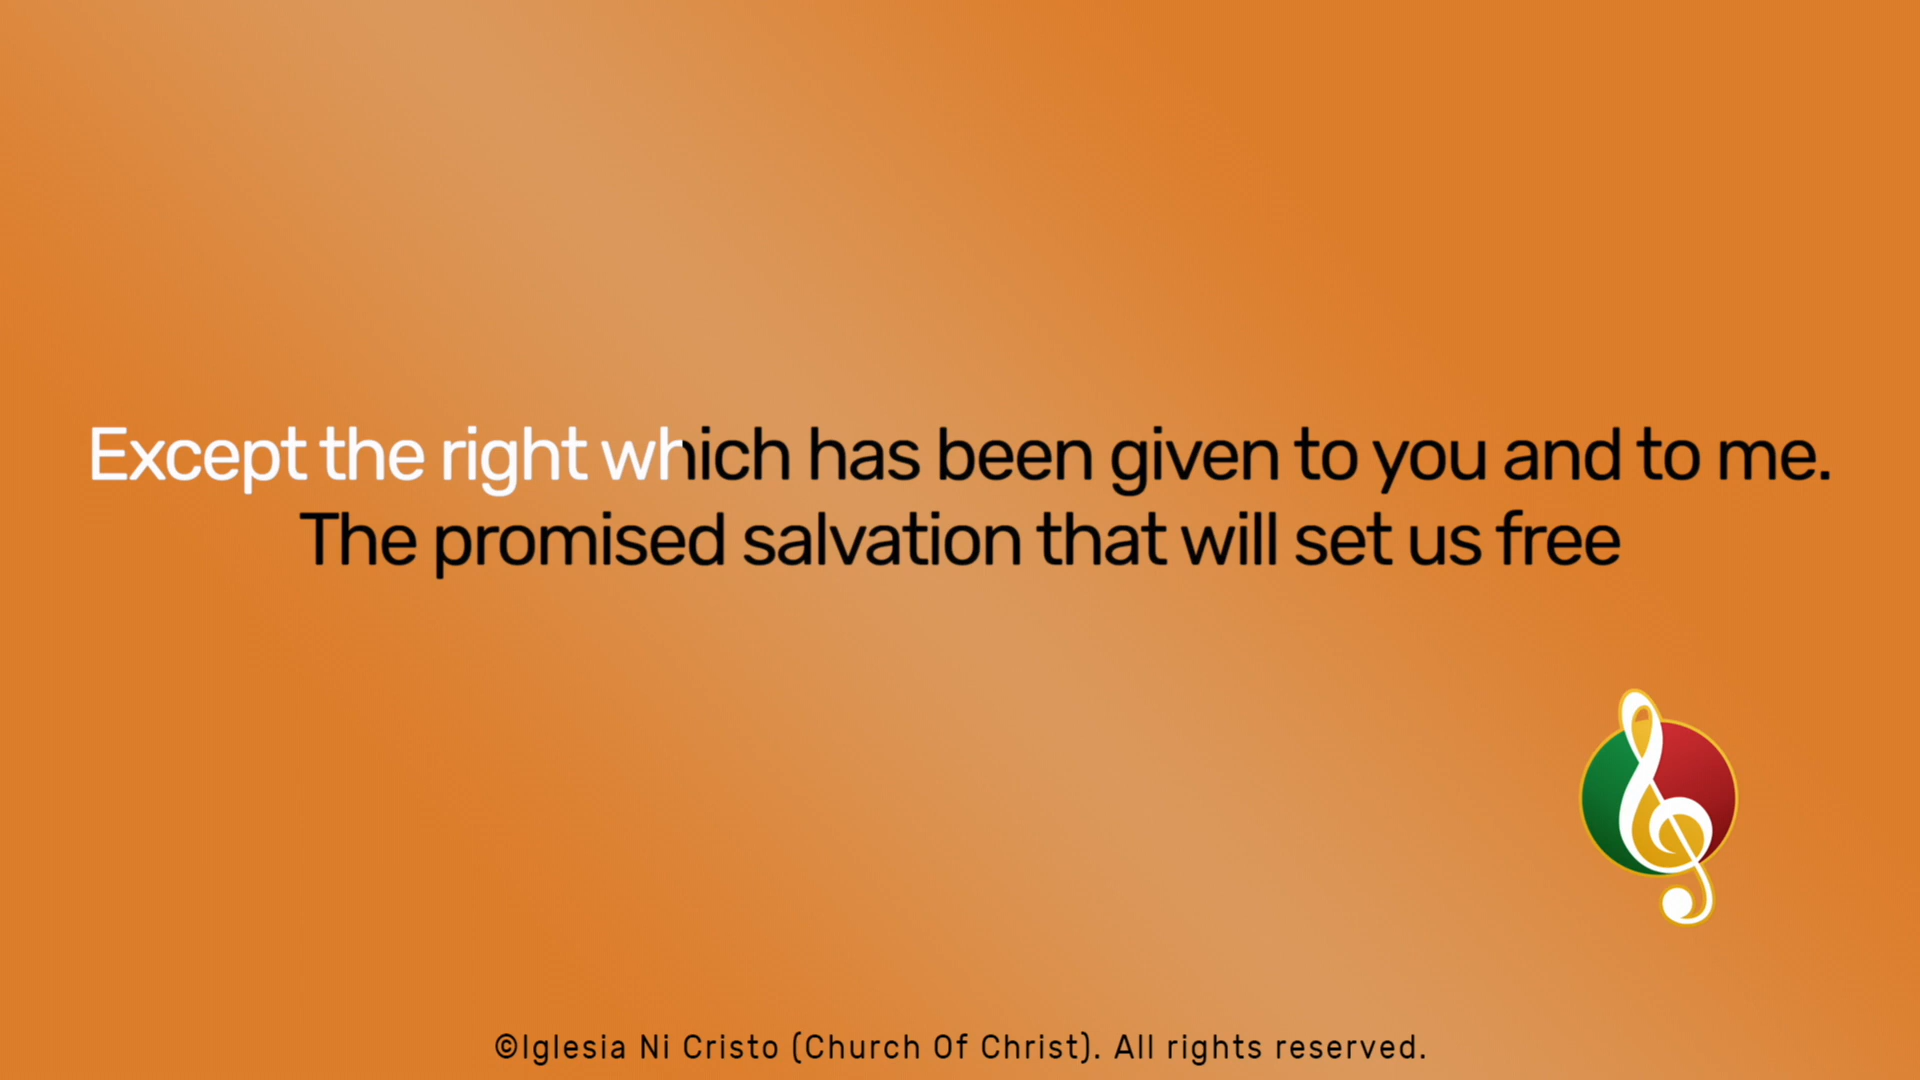 Except the right which has been given to you and to me.
The promised salvation that will set us free
©Iglesia Ni Cristo (Church Of Christ). All rights reserved.